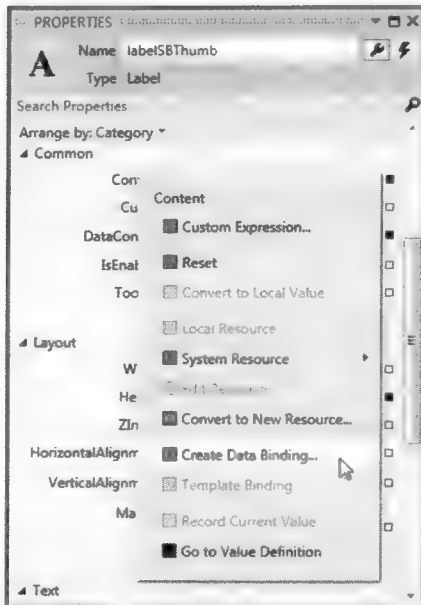 PROPERTIES
Name labelSBThumb
Type Label
Search Properties
Arrange by: Category
Common
Con
Cu
DataCon
IsEnat
Too
Content
Custom Expression...
Reset
Convert to Local Value
Local Resource
System Resource
Convert to New Resource...
Create Data Binding...
Template Binding
Record Current Value
Go to Value Definition
Layout
W
He
ZIn
HorizontalAlignm
VerticalAlignm
Ma
Text